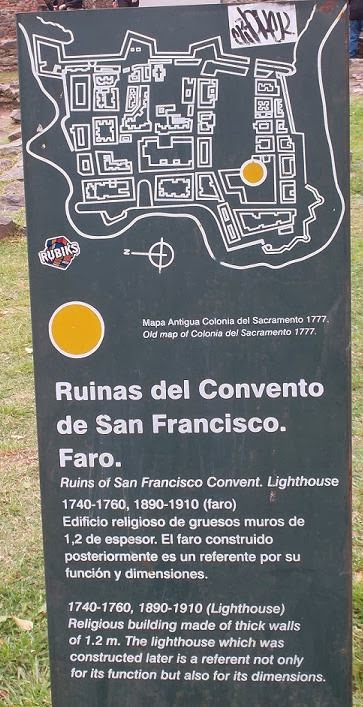 RUBIKS
N
Mapa Antigua Colonia del Sacramento 1777.
Old map of Colonia del Sacramento 1777.
Ruinas del Convento
de San Francisco.
Faro.
Ruins of San Francisco Convent. Lighthouse
1740-1760, 1890-1910 (faro)
Edificio religioso de gruesos muros de
1,2 de espesor. El faro construido
posteriormente es un referente por su
función y dimensiones.
1740-1760, 1890-1910 (Lighthouse)
Religious building made of thick walls
of 1.2 m. The lighthouse which was
constructed later is a referent not only
for its function but also for its dimensions.